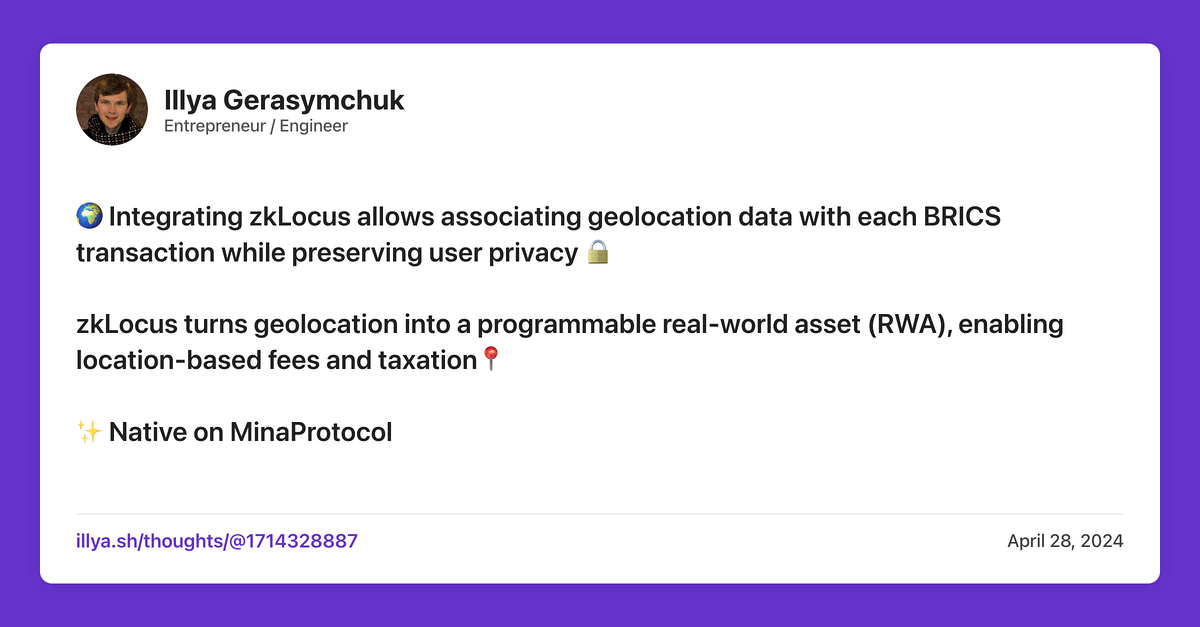 Illya Gerasymchuk
Entrepreneur / Engineer
🌍 Integrating zkLocus allows associating geolocation data with each BRICS
transaction while preserving user privacy 🔒
zkLocus turns geolocation into a programmable real-world asset (RWA), enabling
location-based fees and taxation📍
✨ Native on MinaProtocol
illya.sh/thoughts/@1714328887
April 28, 2024